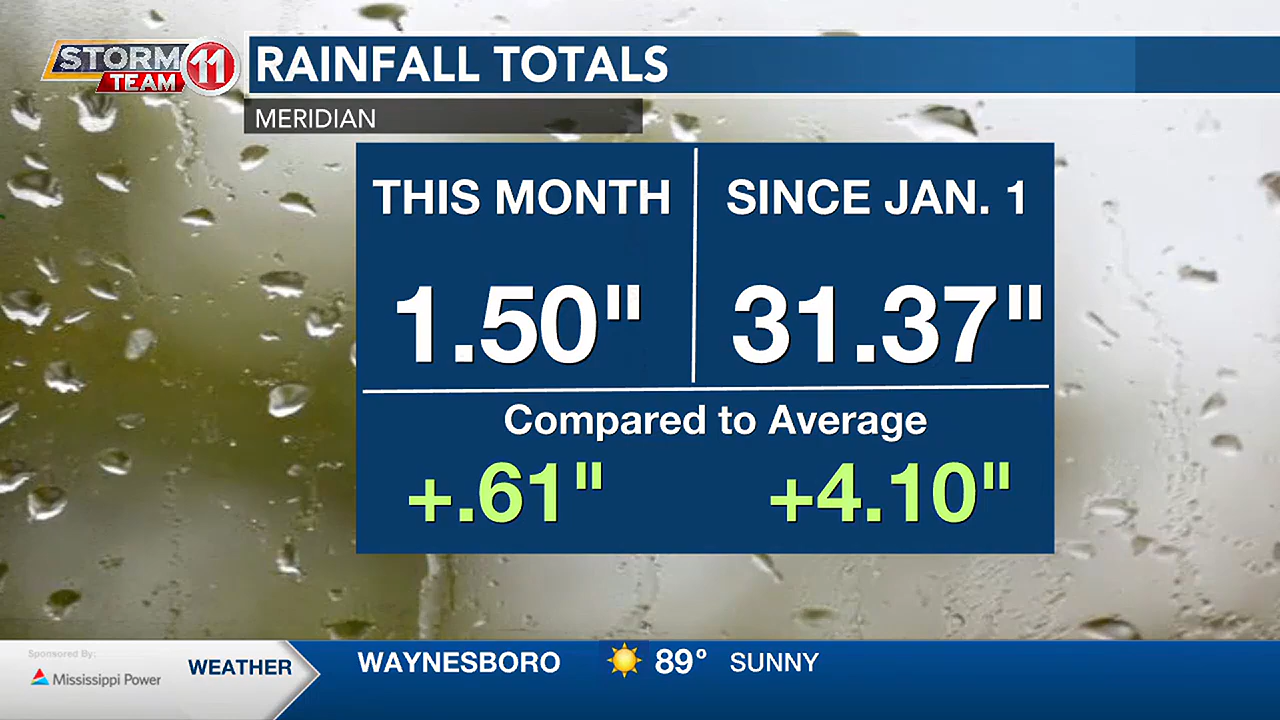 STORM
TEAM 11
RAINFALL TOTALS
MERIDIAN
THIS MONTH
SINCE JAN. 1
1.50"
31.37"
Compared to Average
+.61"
+4.10"
Sponsored By:
Mississippi Power
WEATHER
WAYNESBORO
89°
SUNNY